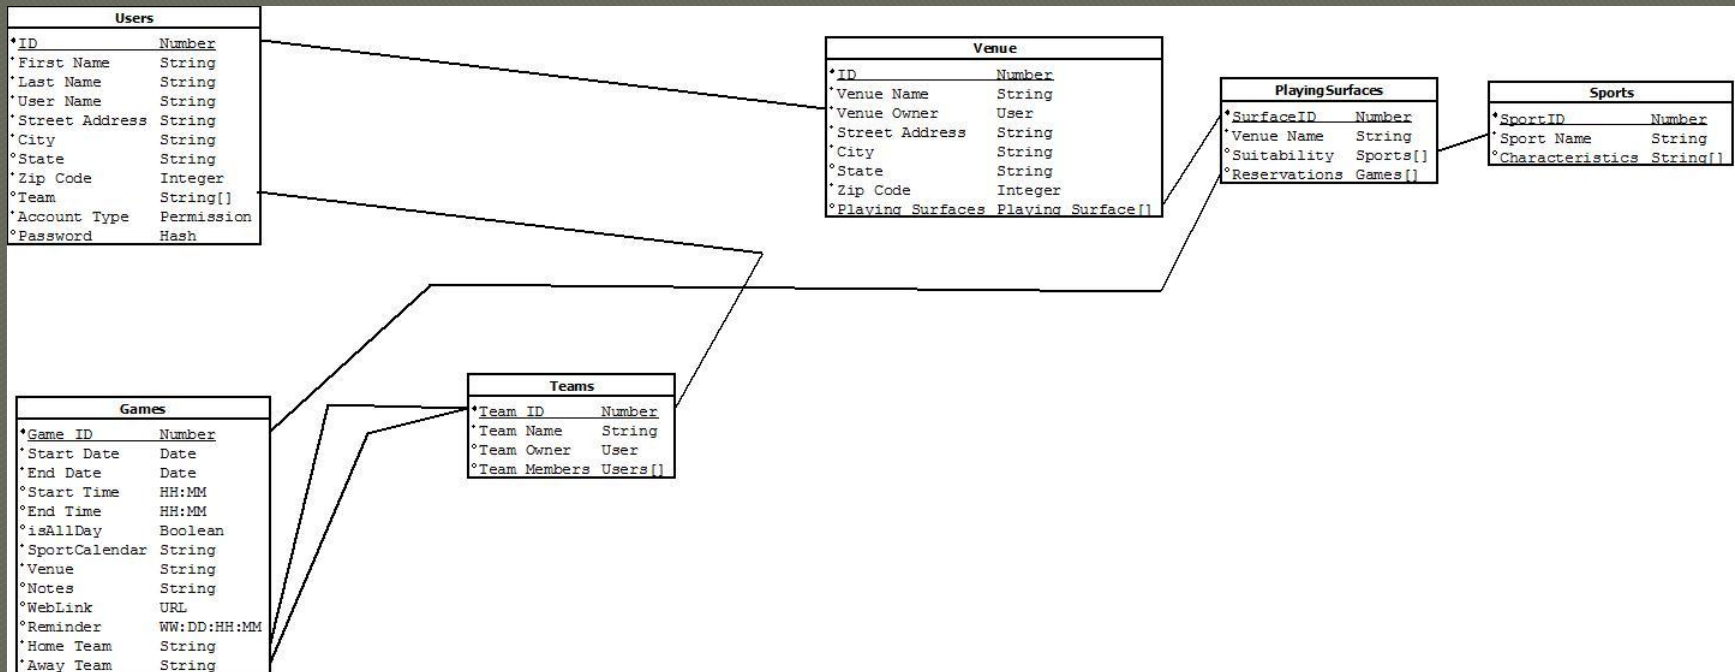 Users
ID Number
First Name String
Last Name String
User Name String
Street Address String
City String
State String
Zip Code Integer
Team String[]
Account Type Permission
Password Hash
Venue
ID Number
Venue Name String
Venue Owner User
Street Address String
City String
State String
Zip Code Integer
Playing Surfaces Playing Surface[]
PlayingSurfaces
SurfaceID Number
Venue Name String
Suitability Sports[]
Reservations Games[]
Sports
SportID Number
Sport Name String
Characteristics String[]
Games
Game ID Number
Start Date Date
End Date Date
Start Time HH:MM
End Time HH:MM
isAllDay Boolean
SportCalendar String
Venue String
Notes String
WebLink URL
Reminder WW:DD:HH:MM
Home Team String
Away Team String
Teams
Team ID Number
Team Name String
Team Owner User
Team Members Users[]